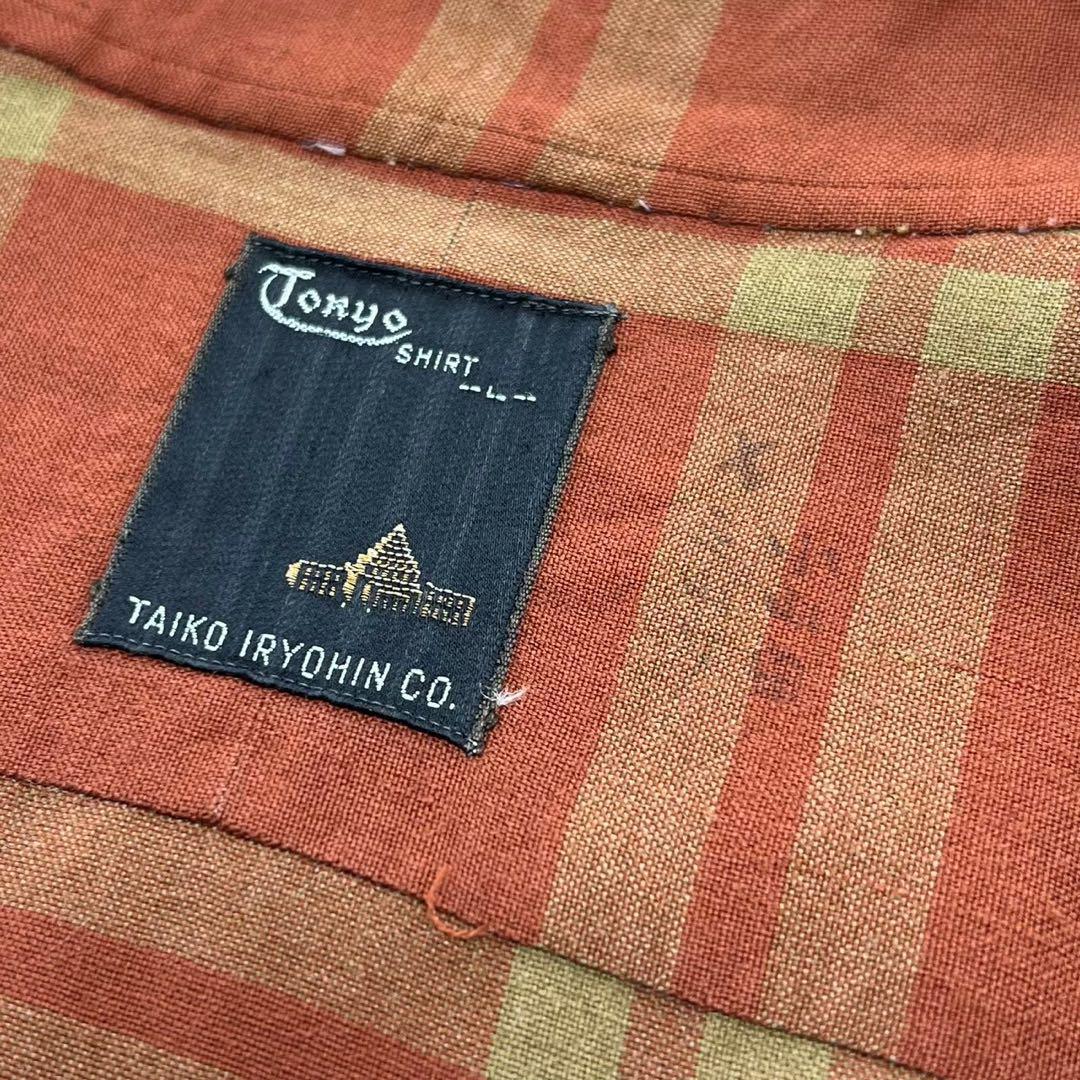 Tokyo
SHIRT
-- L --
TAIKO IRYOHIN CO.